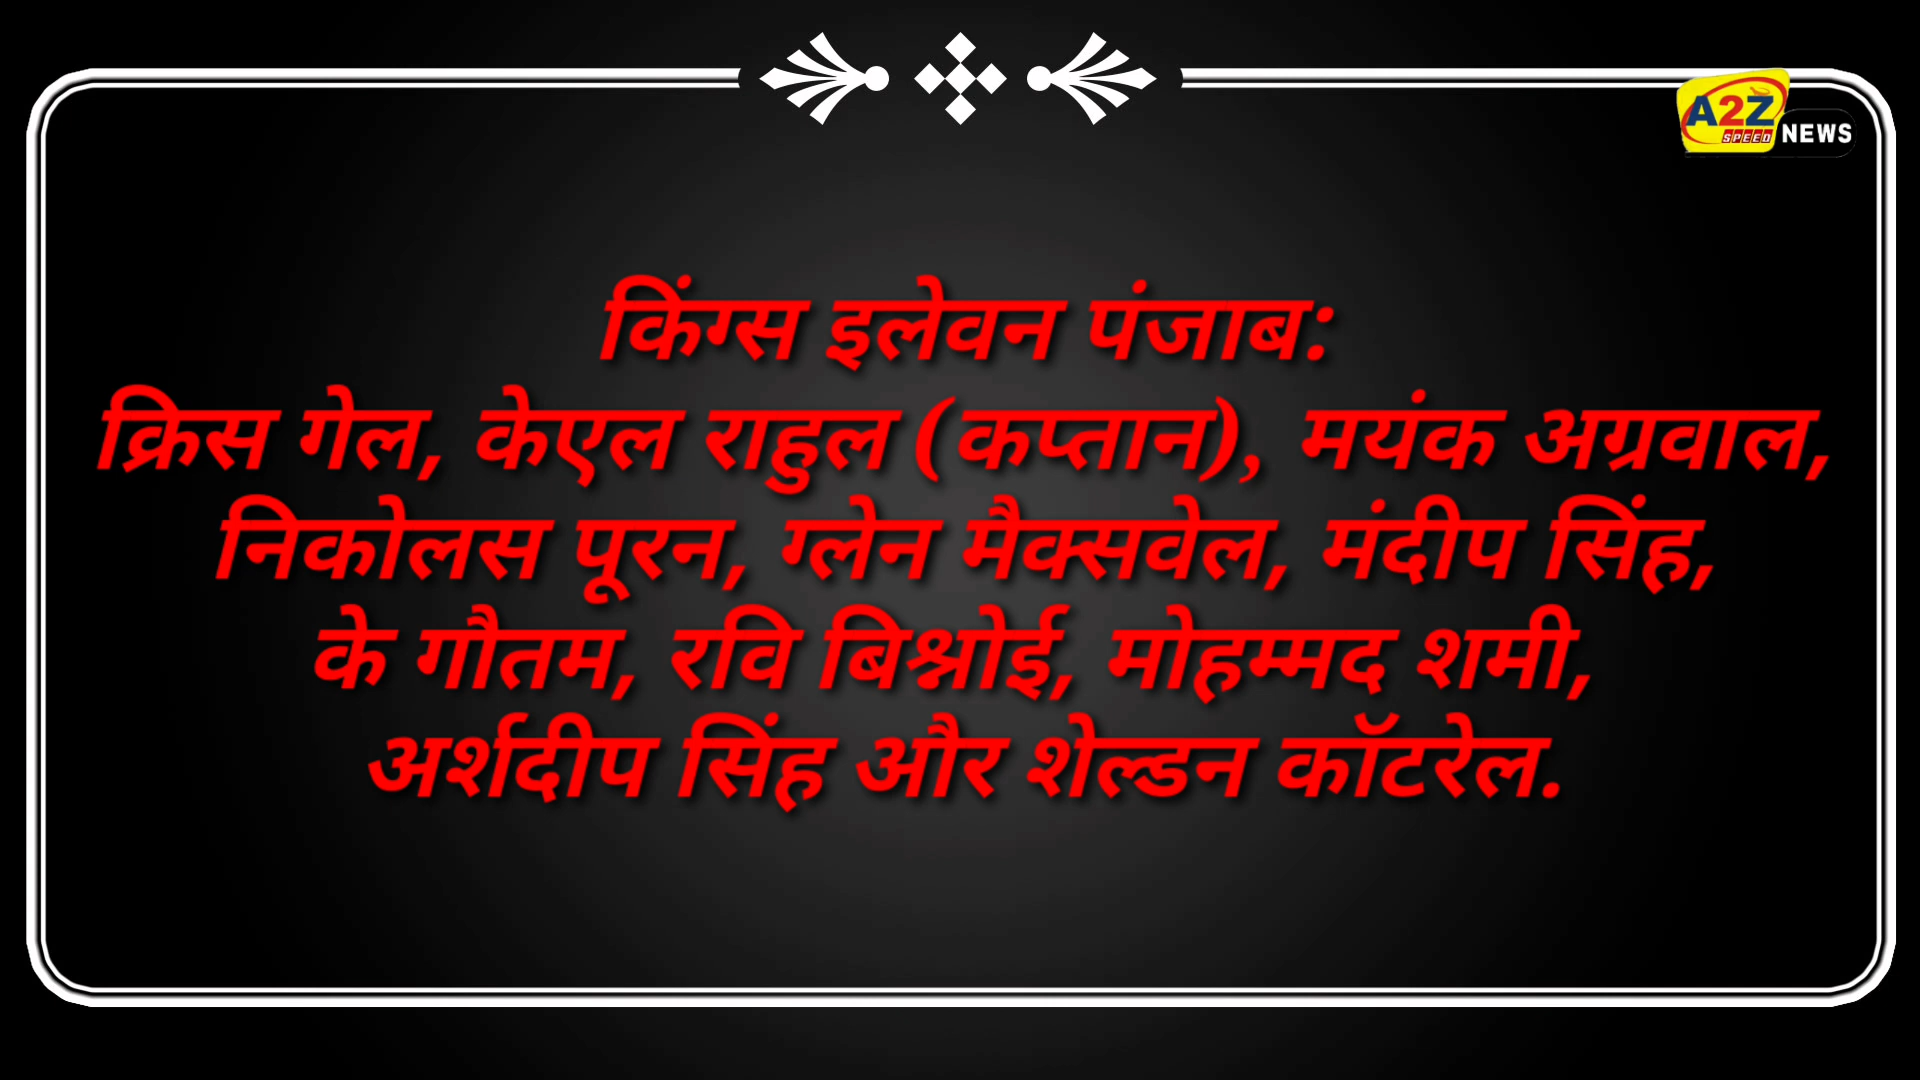 A2Z
SPEED
NEWS
किंग्स इलेवन पंजाब:
क्रिस गेल, केएल राहुल (कप्तान), मयंक अग्रवाल,
निकोलस पूरन, ग्लेन मैक्सवेल, मंदीप सिंह,
के गौतम, रवि बिश्नोई, मोहम्मद शमी,
अर्शदीप सिंह और शेल्डन कॉटरेल.